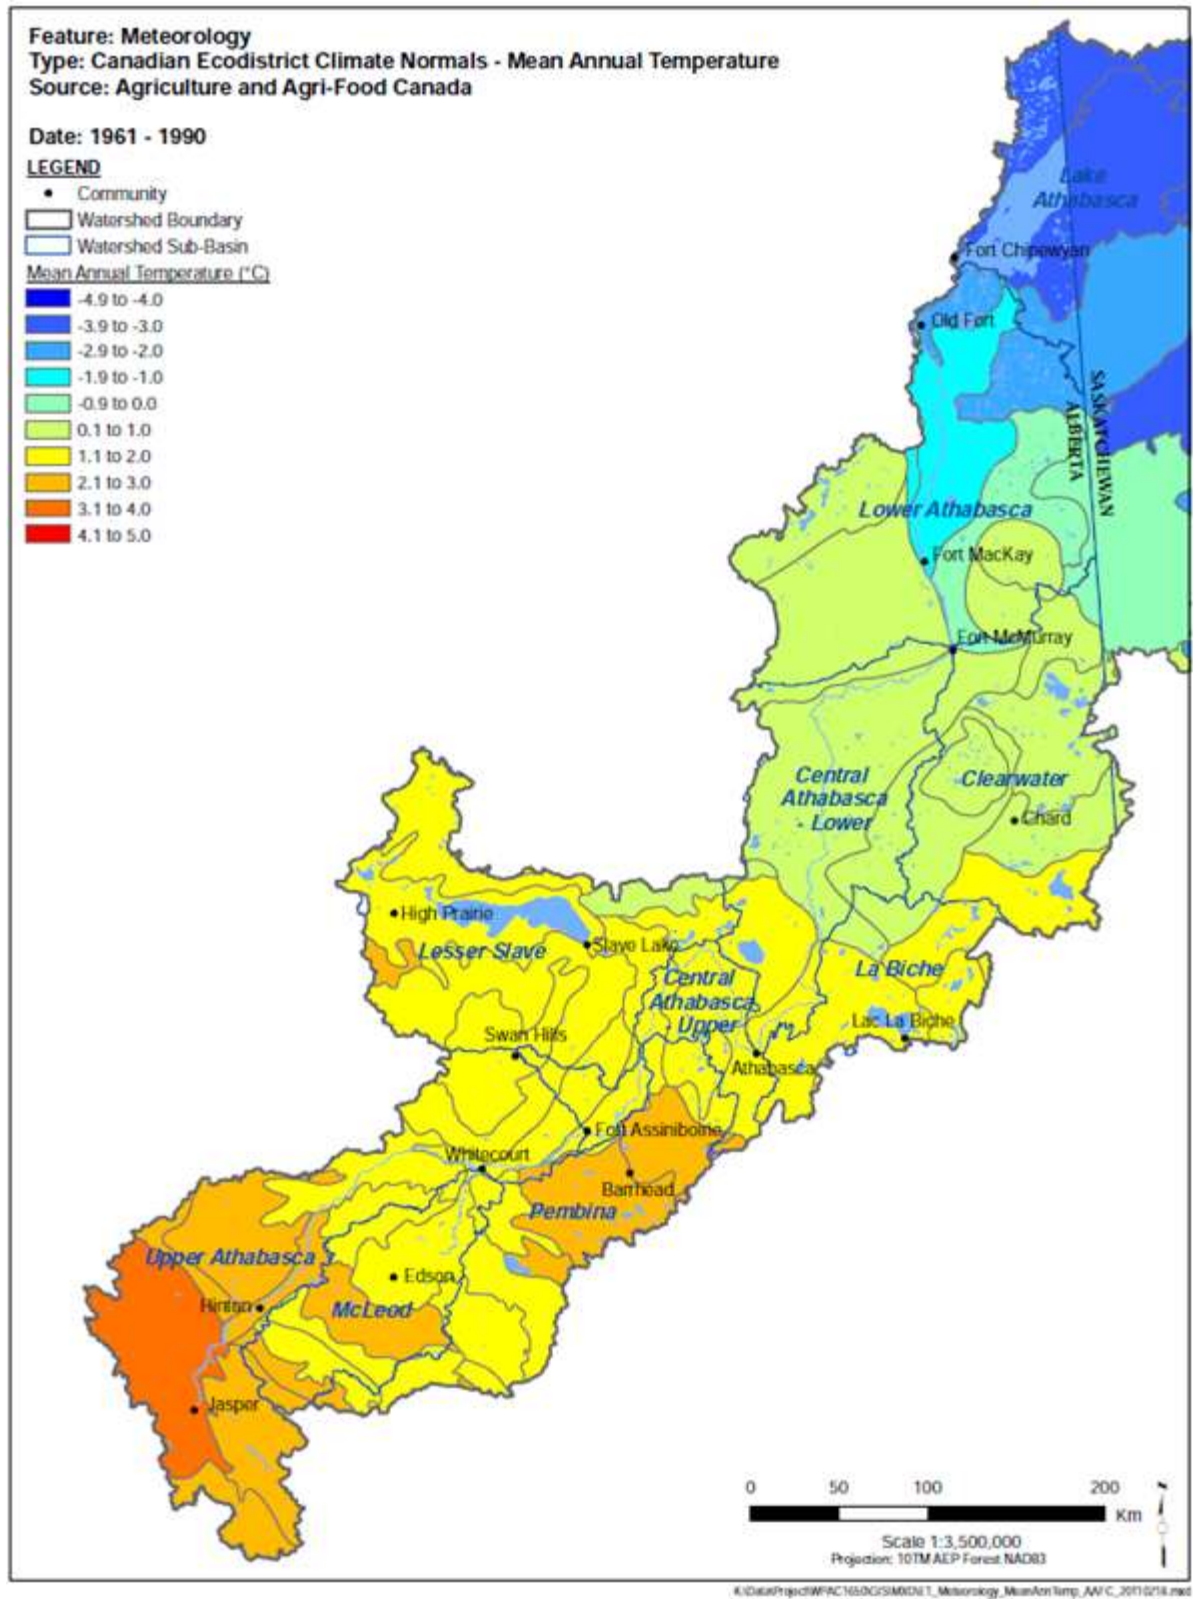 Feature: Meteorology
Type: Canadian Ecodistrict Climate Normals - Mean Annual Temperature
Source: Agriculture and Agri-Food Canada
Date: 1961 - 1990
LEGEND
Community
Watershed Boundary
Watershed Sub-Basin
Mean Annual Temperature (°C)
-4.9 to -4.0
-3.9 to -3.0
-2.9 to -2.0
-1.9 to -1.0
-0.9 to 0.0
0.1 to 1.0
1.1 to 2.0
2.1 to 3.0
3.1 to 4.0
4.1 to 5.0
Lake
Athabasca
Fort Chipewyan
Old Fort
SASKATCHEWAN
ALBERTA
Lower Athabasca
Fort MacKay
Fort McMurray
Central
Athabasca
- Lower
Clearwater
Chard
High Prairie
Lesser Slave
Slave Lake
Central
Athabasca
Upper
La Biche
Lac La Biche
Swan Hills
Athabasca
Fort Assiniboine
Whitecourt
Barrhead
Pembina
Upper Athabasca
Edson
Hinton
McLeod
Jasper
0 50 100 200
Km
N
Scale 1:3,500,000
Projection: 10TM AEP Forest NAD83